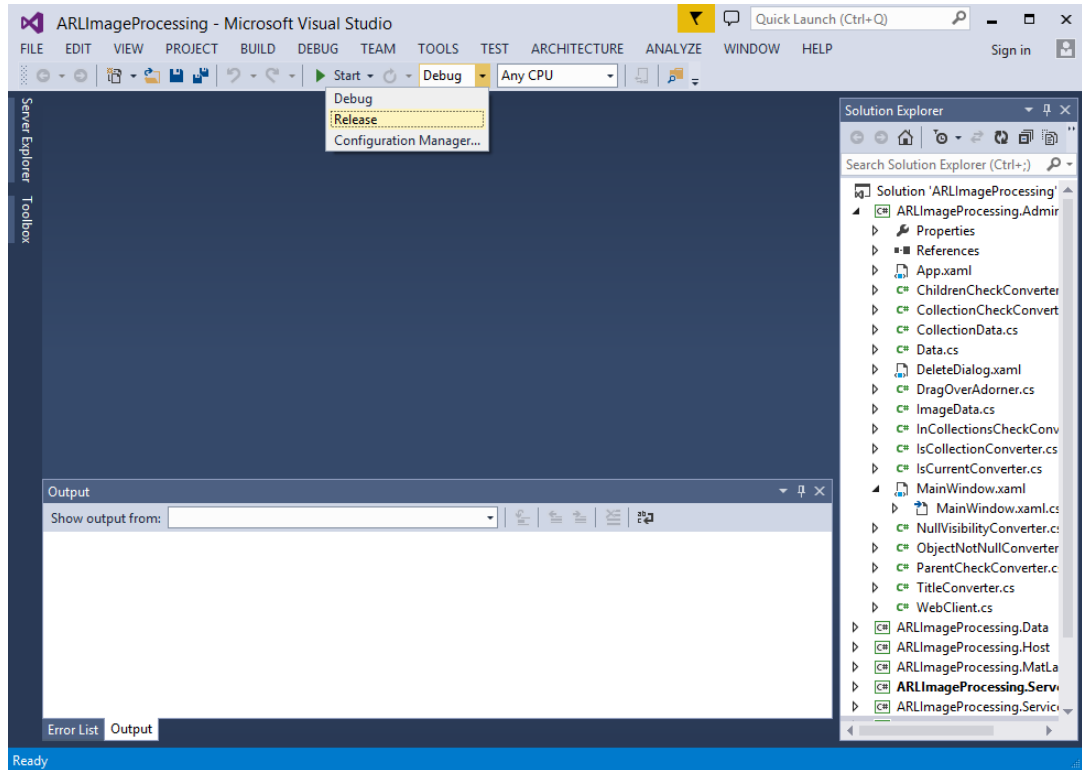 ARLImageProcessing - Microsoft Visual Studio
Quick Launch (Ctrl+Q)
FILE EDIT VIEW PROJECT BUILD DEBUG TEAM TOOLS TEST ARCHITECTURE ANALYZE WINDOW HELP
Sign in
Start Debug Any CPU
Debug
Release
Configuration Manager...
Server Explorer
Toolbox
Solution Explorer
Search Solution Explorer (Ctrl+;)
Solution 'ARLImageProcessing'
C# ARLImageProcessing.Admin
Properties
References
App.xaml
C# ChildrenCheckConverter
C# CollectionCheckConvert
C# CollectionData.cs
C# Data.cs
DeleteDialog.xaml
C# DragOverAdorner.cs
C# ImageData.cs
C# InCollectionsCheckConv
C# IsCollectionConverter.cs
C# IsCurrentConverter.cs
MainWindow.xaml
MainWindow.xaml.cs
C# NullVisibilityConverter.cs
C# ObjectNotNullConverter
C# ParentCheckConverter.c
C# TitleConverter.cs
C# WebClient.cs
C# ARLImageProcessing.Data
C# ARLImageProcessing.Host
C# ARLImageProcessing.MatLa
C# ARLImageProcessing.Servi
C# ARLImageProcessing.Service
Output
Show output from:
Error List Output
Ready